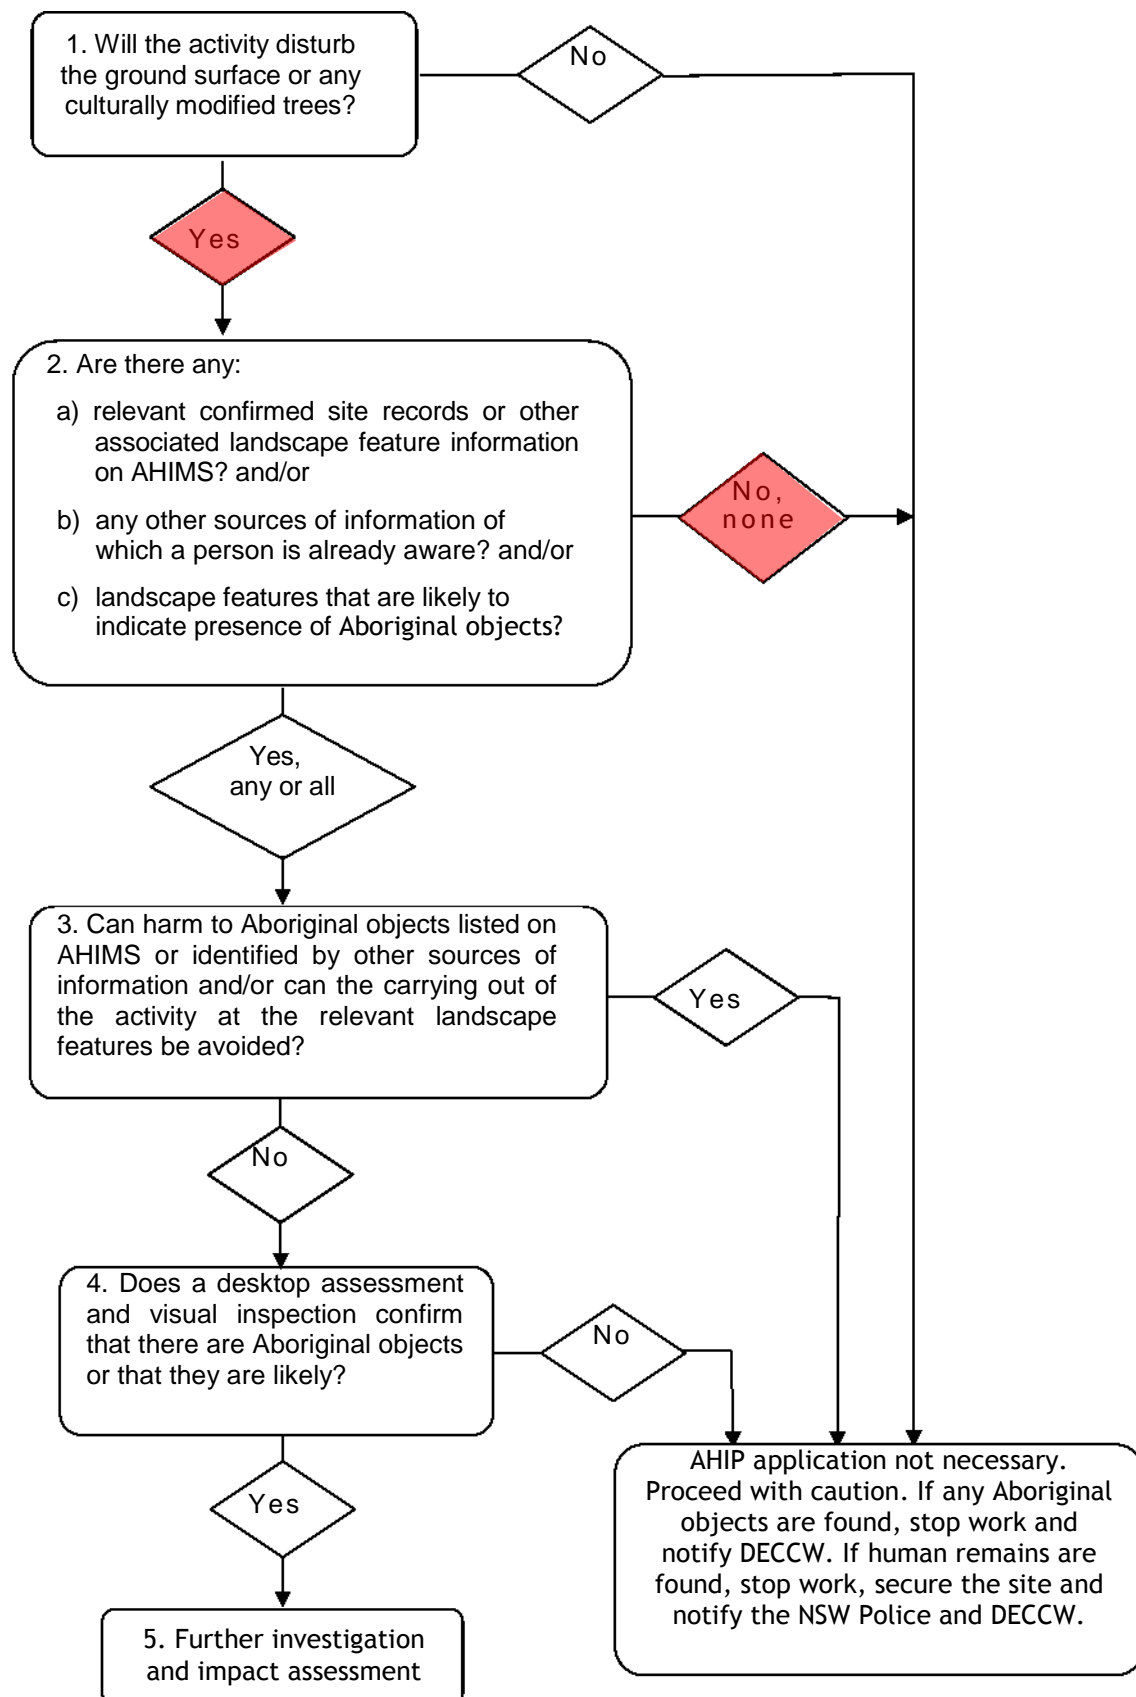 1. Will the activity disturb
the ground surface or any
culturally modified trees?
No
Yes
2. Are there any:
a) relevant confirmed site records or other
associated landscape feature information
on AHIMS? and/or
b) any other sources of information of
which a person is already aware? and/or
c) landscape features that are likely to
indicate presence of Aboriginal objects?
No,
none
Yes,
any or all
3. Can harm to Aboriginal objects listed on
AHIMS or identified by other sources of
information and/or can the carrying out of
the activity at the relevant landscape
features be avoided?
Yes
No
4. Does a desktop assessment
and visual inspection confirm
that there are Aboriginal objects
or that they are likely?
No
Yes
AHIP application not necessary.
Proceed with caution. If any Aboriginal
objects are found, stop work and
notify DECCW. If human remains are
found, stop work, secure the site and
notify the NSW Police and DECCW.
5. Further investigation
and impact assessment